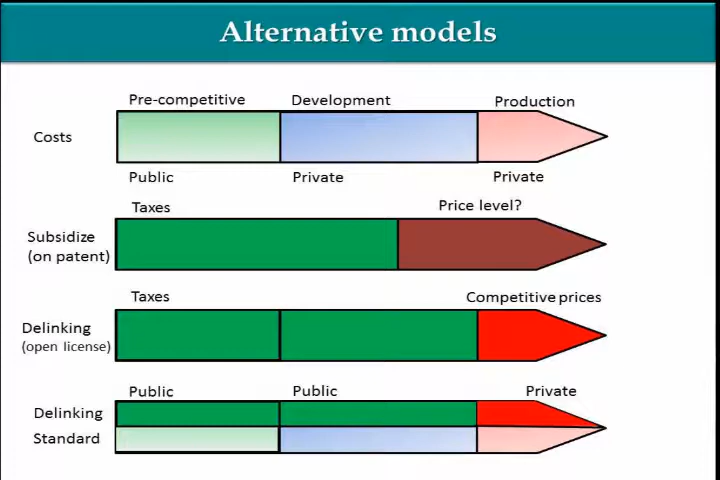 Alternative models
Pre-competitive Development Production
Costs
Public Private Private
Taxes Price level?
Subsidize
(on patent)
Taxes Competitive prices
Delinking
(open license)
Public Public Private
Delinking
Standard